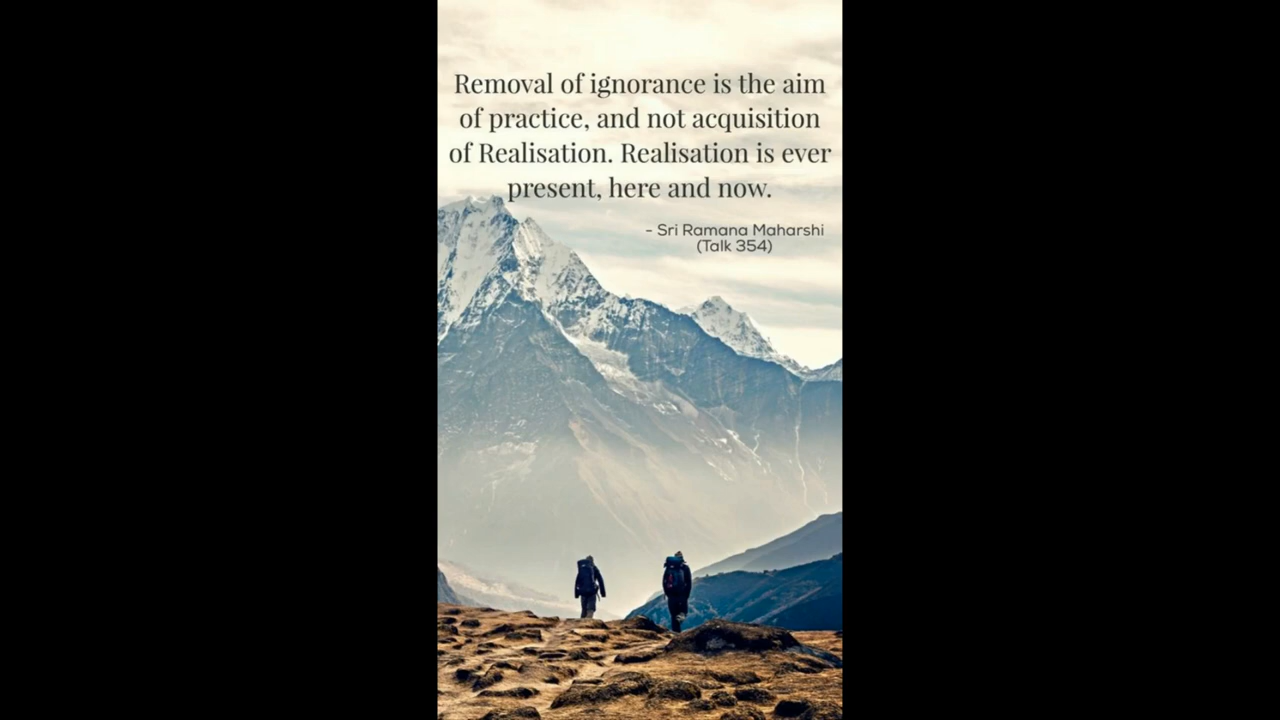 Removal of ignorance is the aim
of practice, and not acquisition
of Realisation. Realisation is ever
present, here and now.
- Sri Ramana Maharshi
(Talk 354)